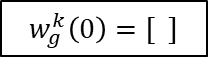 $w_g^k(0) = [\ ]$